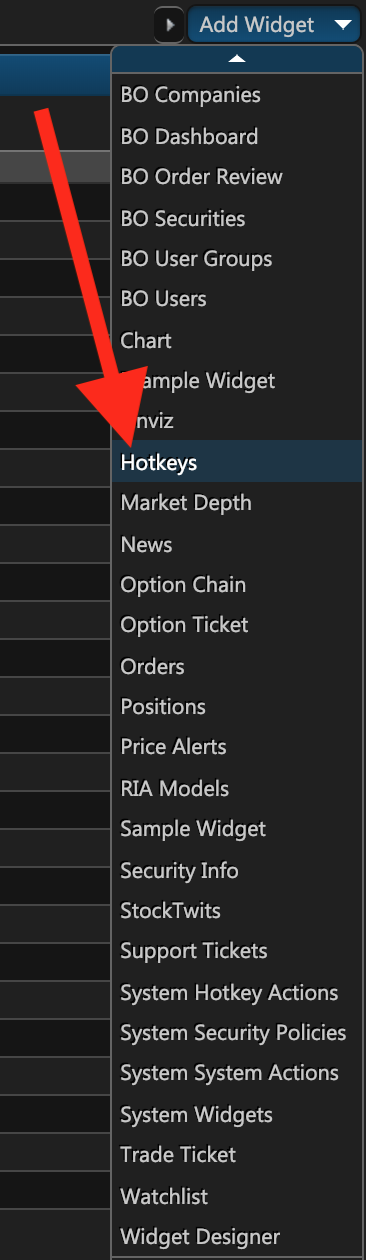 Add Widget
BO Companies
BO Dashboard
BO Order Review
BO Securities
BO User Groups
BO Users
Chart
ample Widget
nviz
Hotkeys
Market Depth
News
Option Chain
Option Ticket
Orders
Positions
Price Alerts
RIA Models
Sample Widget
Security Info
StockTwits
Support Tickets
System Hotkey Actions
System Security Policies
System System Actions
System Widgets
Trade Ticket
Watchlist
Widget Designer